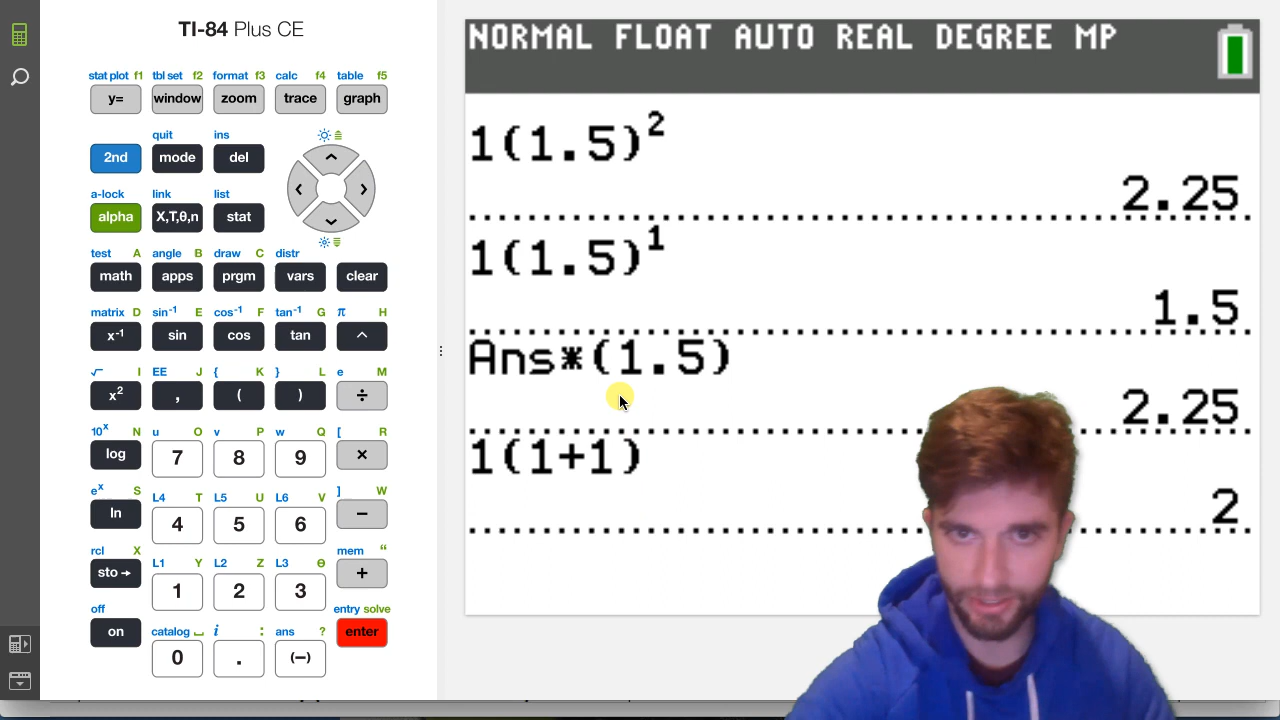 TI-84 Plus CE
stat plot f1 tbl set f2 format f3 calc f4 table f5
y= window zoom trace graph
quit ins
2nd mode del
a-lock link list
alpha X,T,θ,n stat
test A angle B draw C distr
math apps prgm vars clear
matrix D sin⁻¹ E cos⁻¹ F tan⁻¹ G π H
x⁻¹ sin cos tan ^
√ I EE J { K } L e M
x² , ( ) ÷
10ˣ N u O v P w Q [ R
log 7 8 9 ×
eˣ S L4 T L5 U L6 V ] W
ln 4 5 6 −
rcl X L1 Y L2 Z L3 θ mem “
sto → 1 2 3 +
off catalog ⎵ i : ans ? entry solve
on 0 . (−) enter
NORMAL FLOAT AUTO REAL DEGREE MP
1(1.5)²
2.25
1(1.5)¹
1.5
Ans*(1.5)
2.25
1(1+1)
2